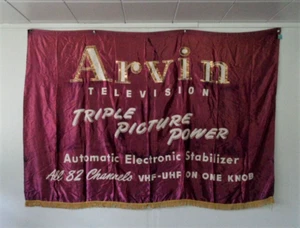 Arvin
TELEVISION
TRIPLE
PICTURE
POWER
Automatic Electronic Stabilizer
All 82 Channels VHF-UHF ON ONE KNOB